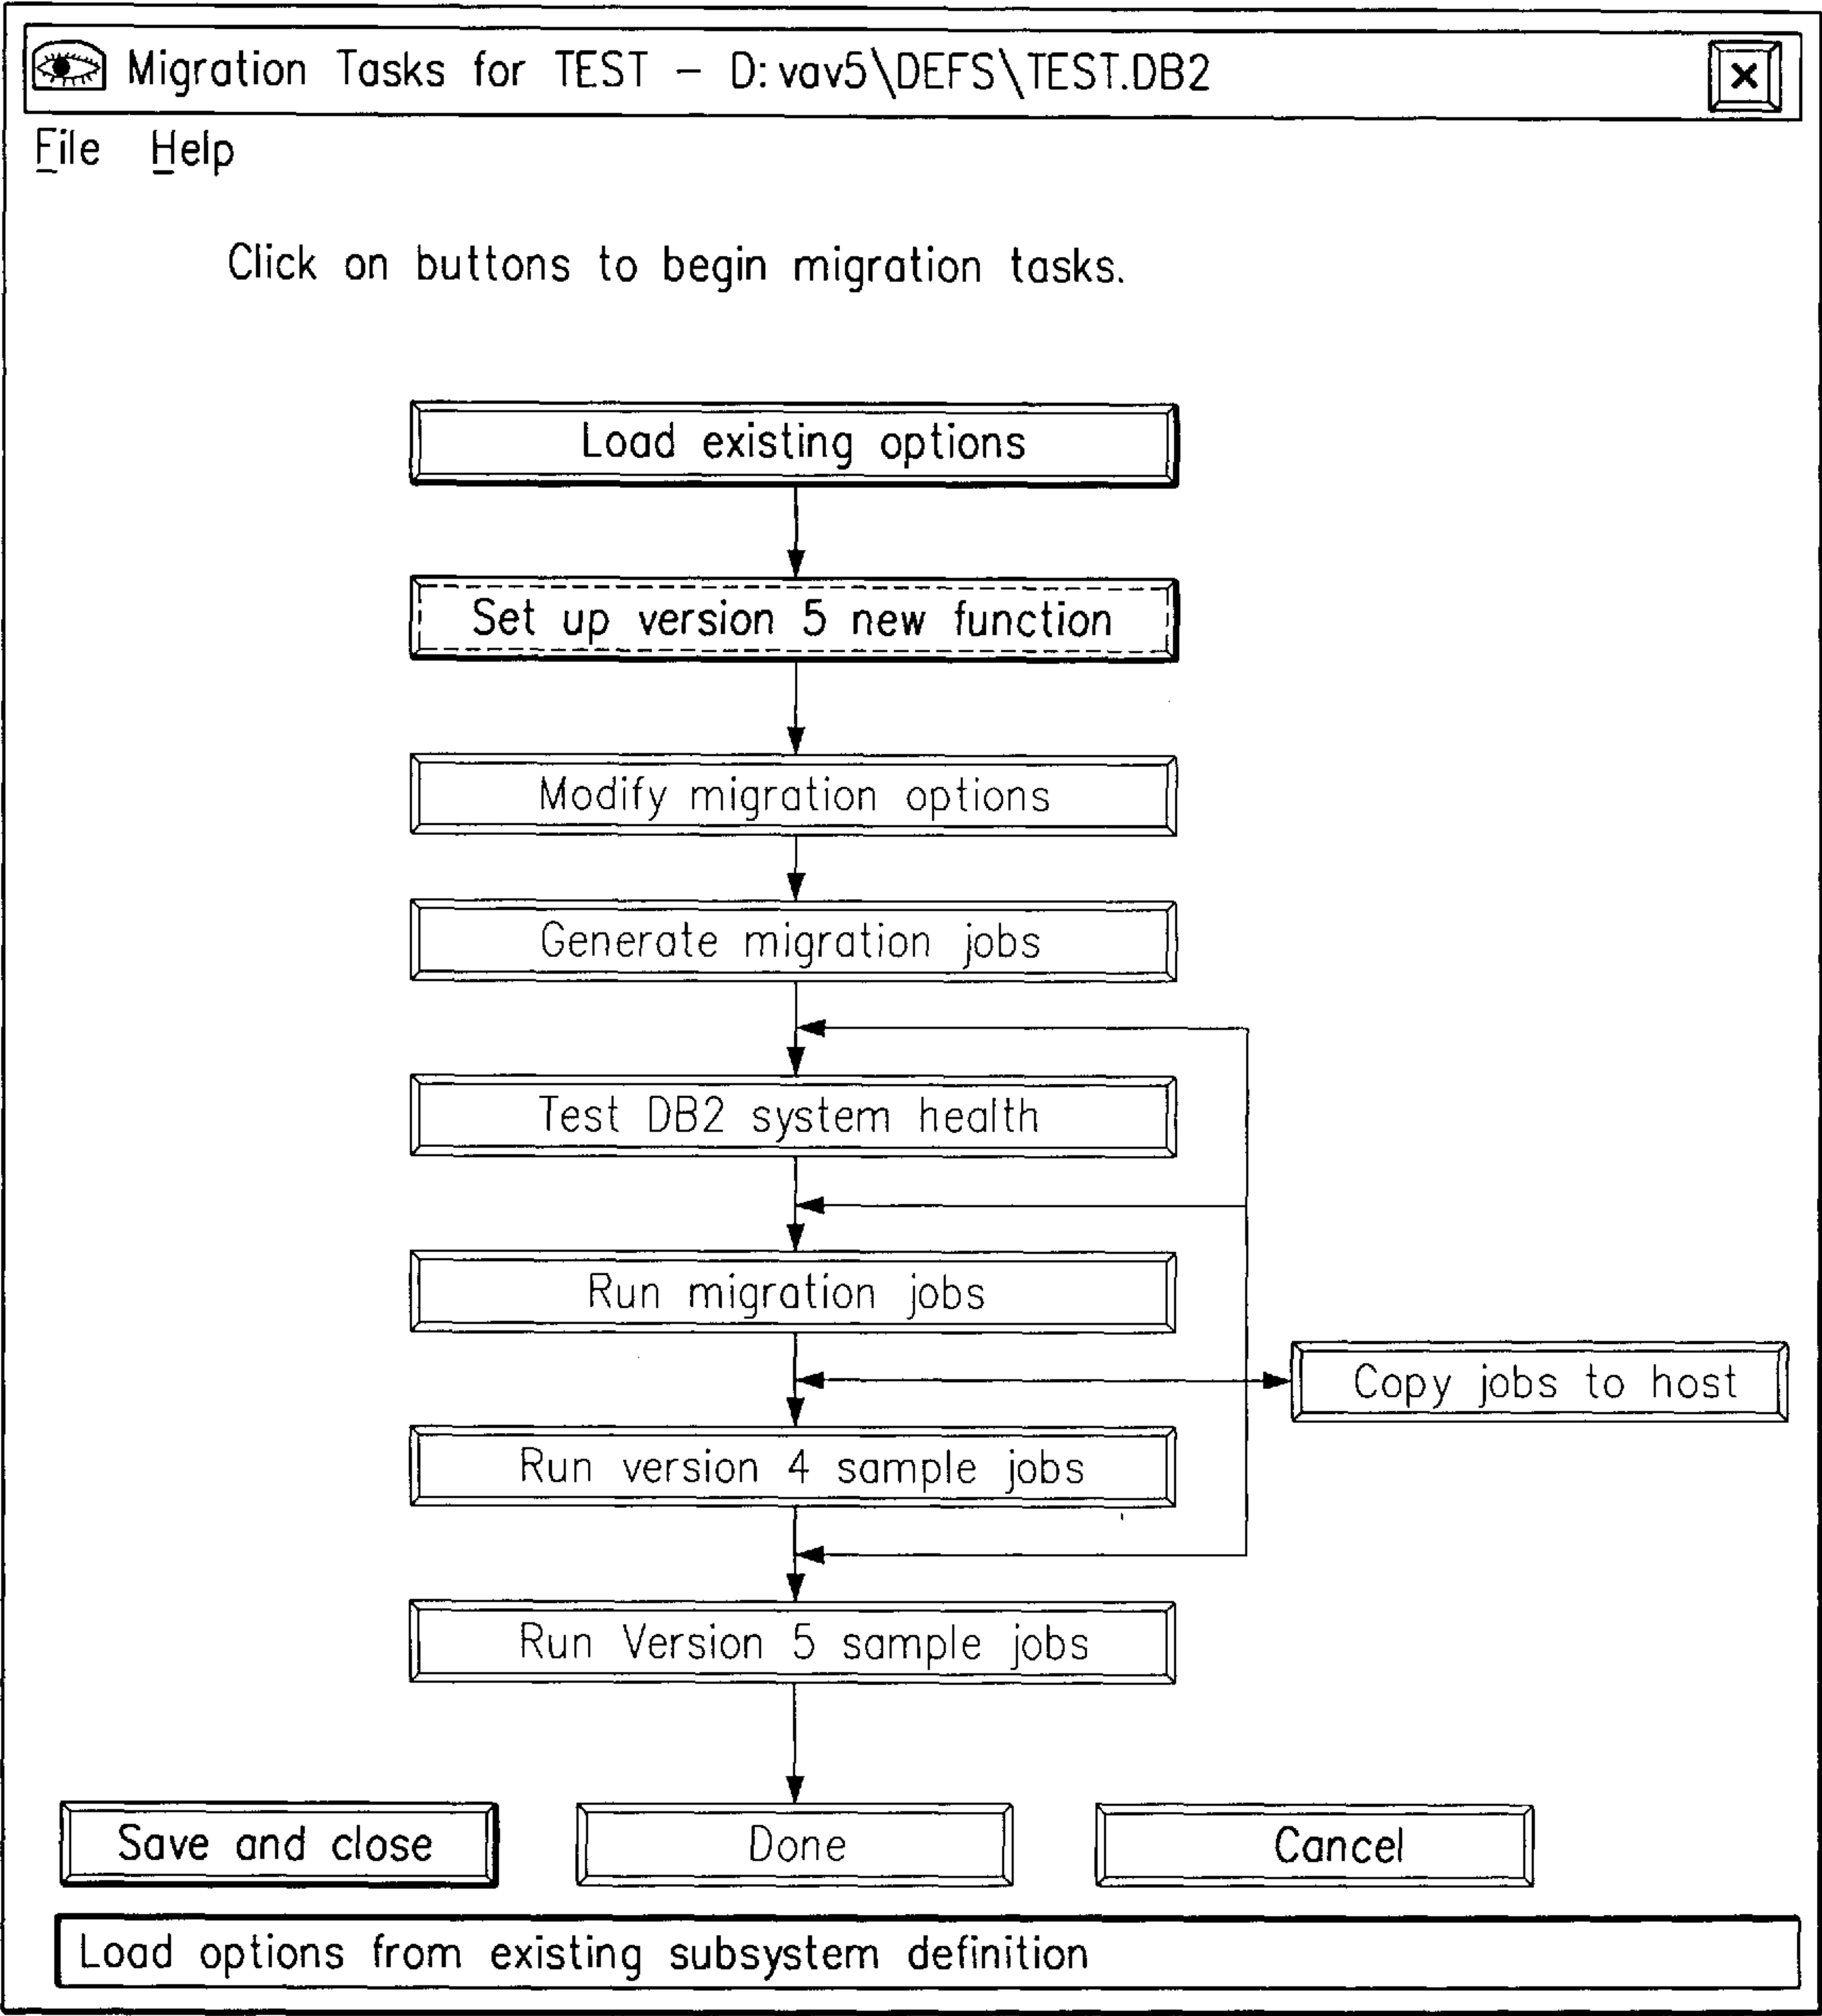 Migration Tasks for TEST – D:vav5\DEFS\TEST.DB2
File Help
Click on buttons to begin migration tasks.
Load existing options
Set up version 5 new function
Modify migration options
Generate migration jobs
Test DB2 system health
Run migration jobs
Copy jobs to host
Run version 4 sample jobs
Run Version 5 sample jobs
Save and close
Done
Cancel
Load options from existing subsystem definition